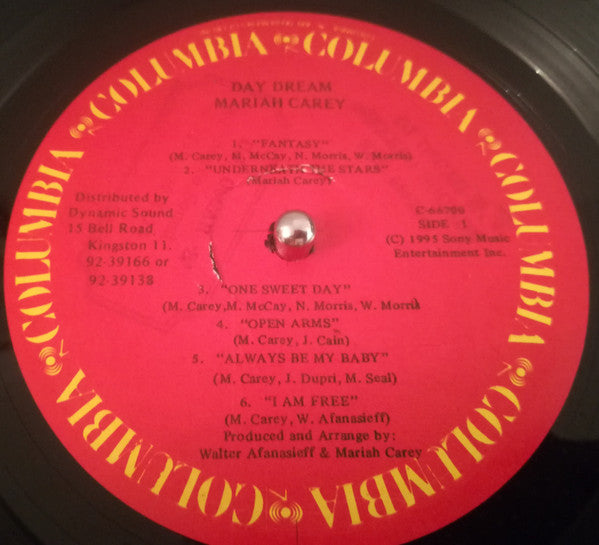 COLUMBIA COLUMBIA COLUMBIA COLUMBIA COLUMBIA COLUMBIA COLUMBIA COLUMBIA
DAY DREAM
MARIAH CAREY
1. "FANTASY"
(M. Carey, M. McCay, N. Morris, W. Morris)
2. "UNDERNEATH THE STARS"
(Mariah Carey)
Distributed by
Dynamic Sound
15 Bell Road
Kingston 11.
92-39166 or
92-39138
C-66700
SIDE 1
(C) 1995 Sony Music
Entertainment Inc.
3. "ONE SWEET DAY"
(M. Carey,M. McCay, N. Morris, W. Morris
4. "OPEN ARMS"
(M. Carey, J. Cain)
5. "ALWAYS BE MY BABY"
(M. Carey, J. Dupri, M. Seal)
6. "I AM FREE"
(M. Carey, W. Afanasieff)
Produced and Arrange by:
Walter Afanasieff & Mariah Carey